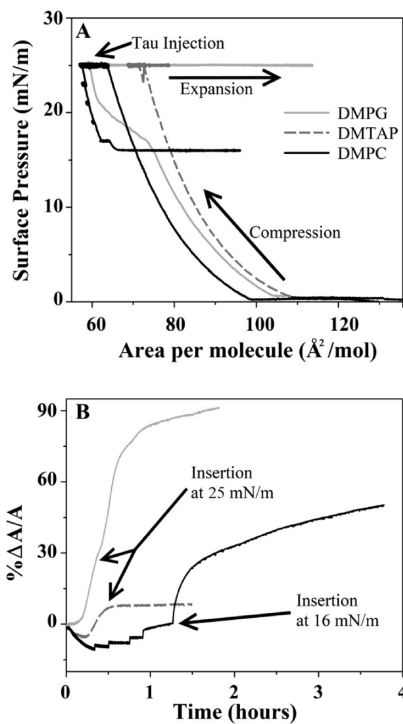 A
Tau Injection
Expansion
DMPG
DMTAP
DMPC
Compression
Surface Pressure (mN/m)
30
20
10
0
60 80 100 120
Area per molecule (Å²/mol)
B
Insertion
at 25 mN/m
Insertion
at 16 mN/m
%ΔA/A
90
60
30
0
0 1 2 3 4
Time (hours)